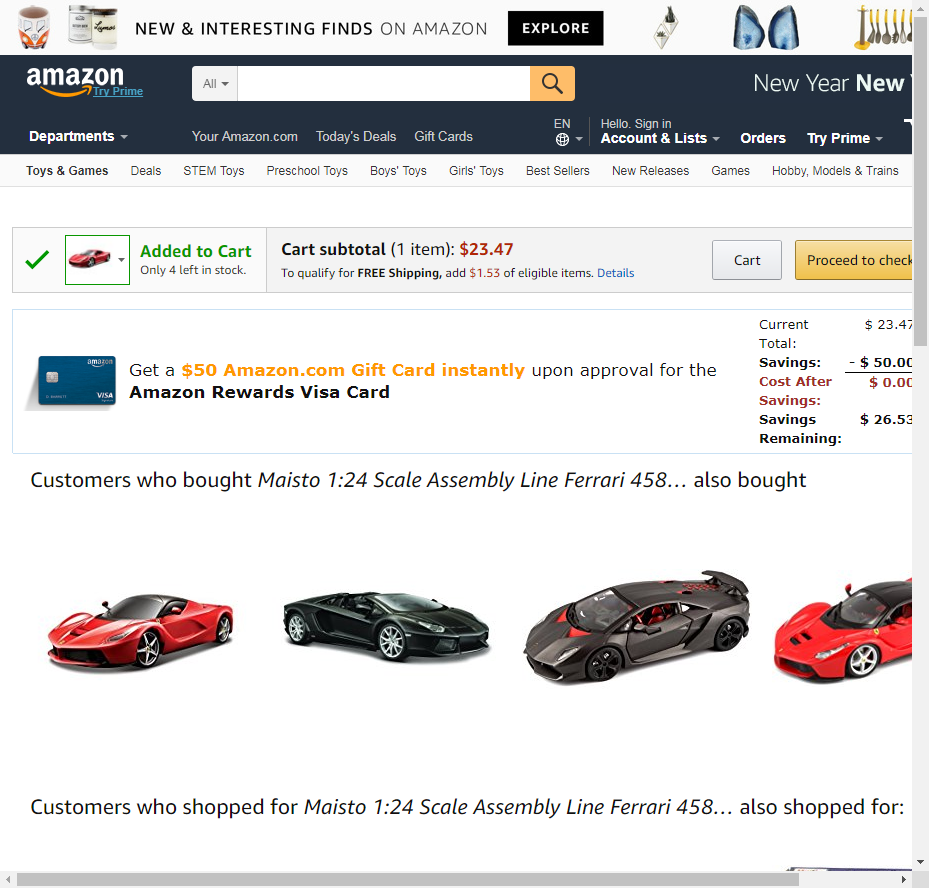 NEW & INTERESTING FINDS ON AMAZON
EXPLORE
amazon
Try Prime
All
New Year New
Departments
Your Amazon.com
Today's Deals
Gift Cards
EN
Hello. Sign in
Account & Lists
Orders
Try Prime
Toys & Games
Deals
STEM Toys
Preschool Toys
Boys' Toys
Girls' Toys
Best Sellers
New Releases
Games
Hobby, Models & Trains
Added to Cart
Only 4 left in stock.
Cart subtotal (1 item): $23.47
To qualify for FREE Shipping, add $1.53 of eligible items. Details
Cart
Proceed to check
amazon
VISA
Get a $50 Amazon.com Gift Card instantly upon approval for the
Amazon Rewards Visa Card
Current Total: $ 23.47
Savings: - $ 50.00
Cost After Savings: $ 0.00
Savings Remaining: $ 26.53
Customers who bought Maisto 1:24 Scale Assembly Line Ferrari 458… also bought
Customers who shopped for Maisto 1:24 Scale Assembly Line Ferrari 458… also shopped for: